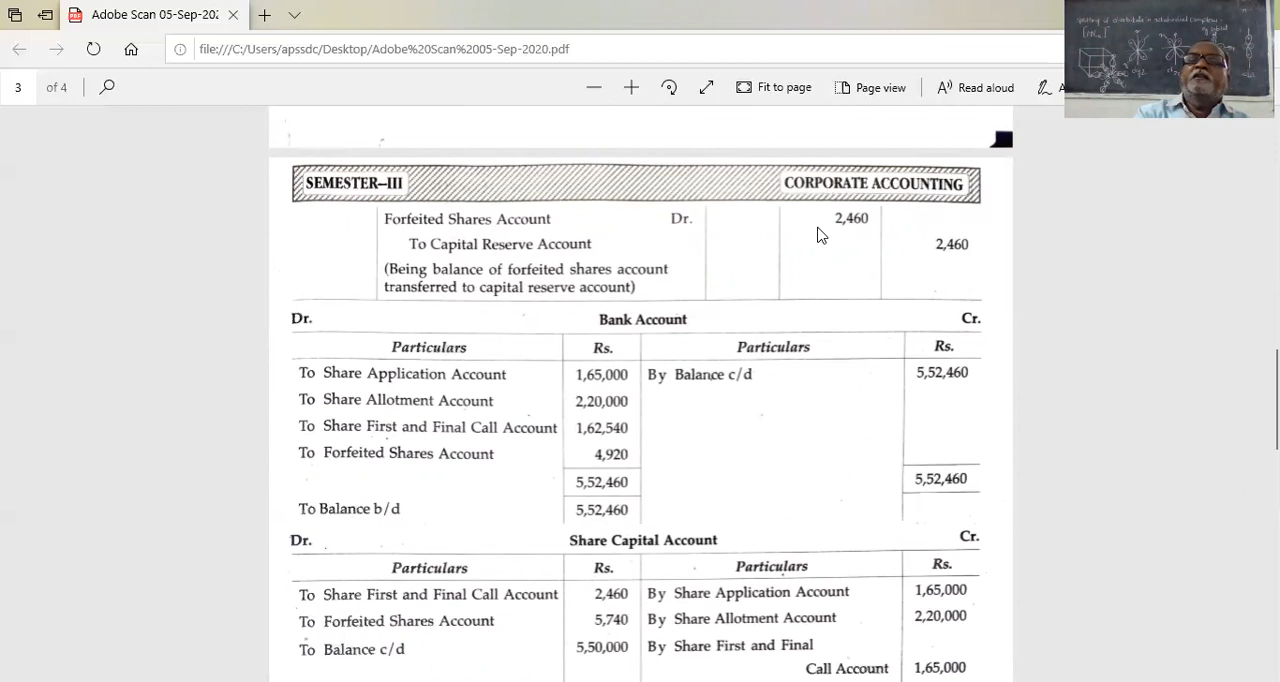 Adobe Scan 05-Sep-202
file:///C:/Users/apssdc/Desktop/Adobe%20Scan%2005-Sep-2020.pdf
3 of 4
Fit to page
Page view
Read aloud
SEMESTER–III CORPORATE ACCOUNTING
Forfeited Shares Account Dr. 2,460
To Capital Reserve Account 2,460
(Being balance of forfeited shares account
transferred to capital reserve account)
Dr. Bank Account Cr.
Particulars Rs. Particulars Rs.
To Share Application Account 1,65,000 By Balance c/d 5,52,460
To Share Allotment Account 2,20,000
To Share First and Final Call Account 1,62,540
To Forfeited Shares Account 4,920
5,52,460 5,52,460
To Balance b/d 5,52,460
Dr. Share Capital Account Cr.
Particulars Rs. Particulars Rs.
To Share First and Final Call Account 2,460 By Share Application Account 1,65,000
To Forfeited Shares Account 5,740 By Share Allotment Account 2,20,000
To Balance c/d 5,50,000 By Share First and Final
Call Account 1,65,000